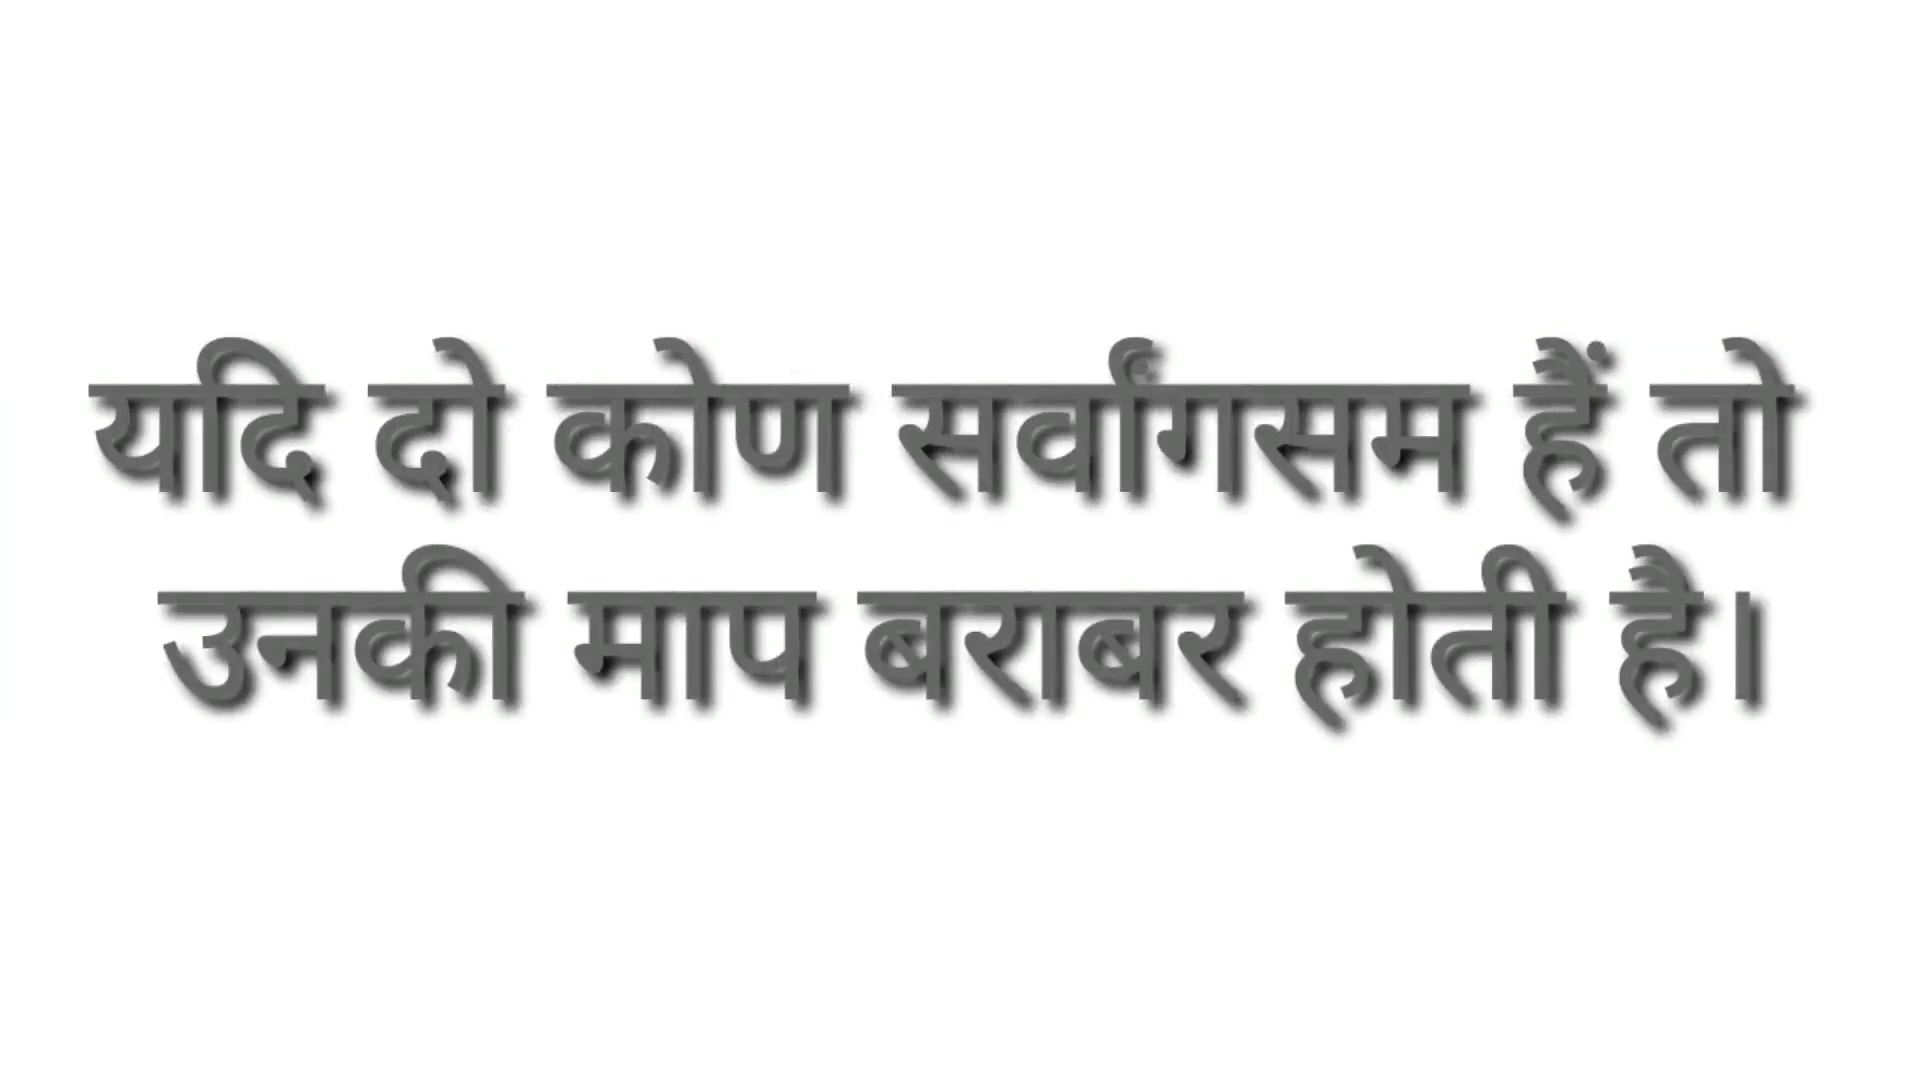 यदि दो कोण सर्वांगसम हैं तो
उनकी माप बराबर होती है।